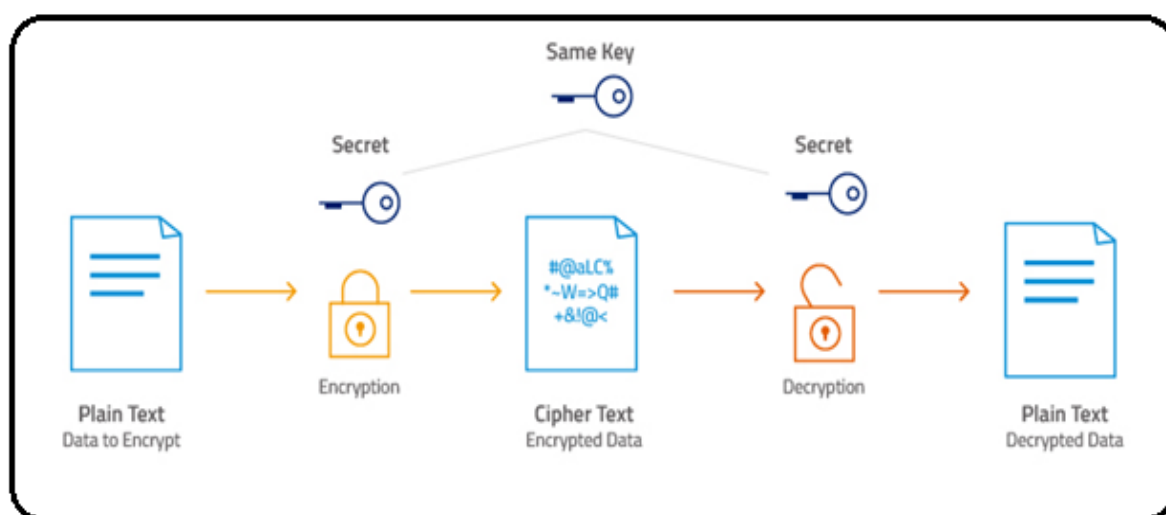 Same Key
Secret
Secret
#@aLC%
*~W=>Q#
+&!@<
Encryption
Decryption
Plain Text
Data to Encrypt
Cipher Text
Encrypted Data
Plain Text
Decrypted Data